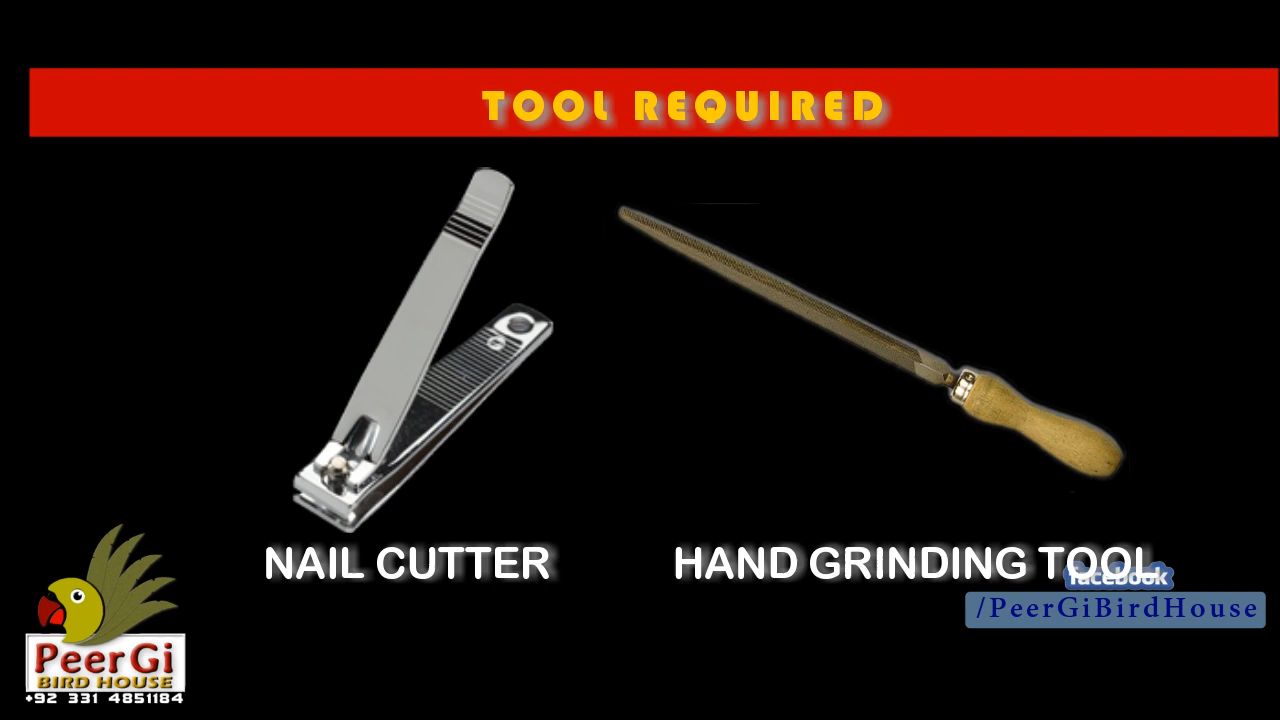 TOOL REQUIRED
NAIL CUTTER
HAND GRINDING TOOL
facebook
/PeerGiBirdHouse
PeerGi
BIRD HOUSE
+92 331 4851184